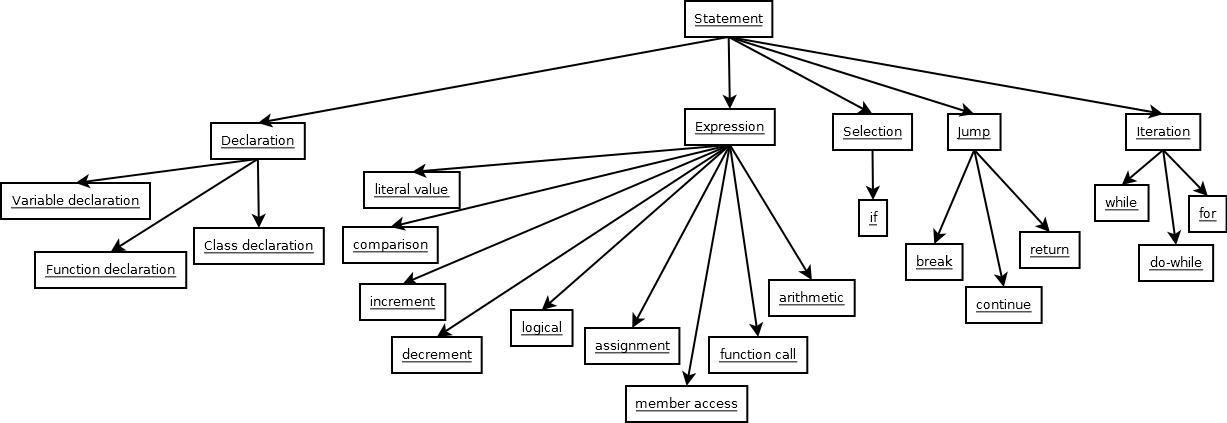 Statement
Declaration
Expression
Selection
Jump
Iteration
Variable declaration
Function declaration
Class declaration
literal value
comparison
increment
decrement
logical
assignment
member access
function call
arithmetic
if
break
continue
return
while
do-while
for